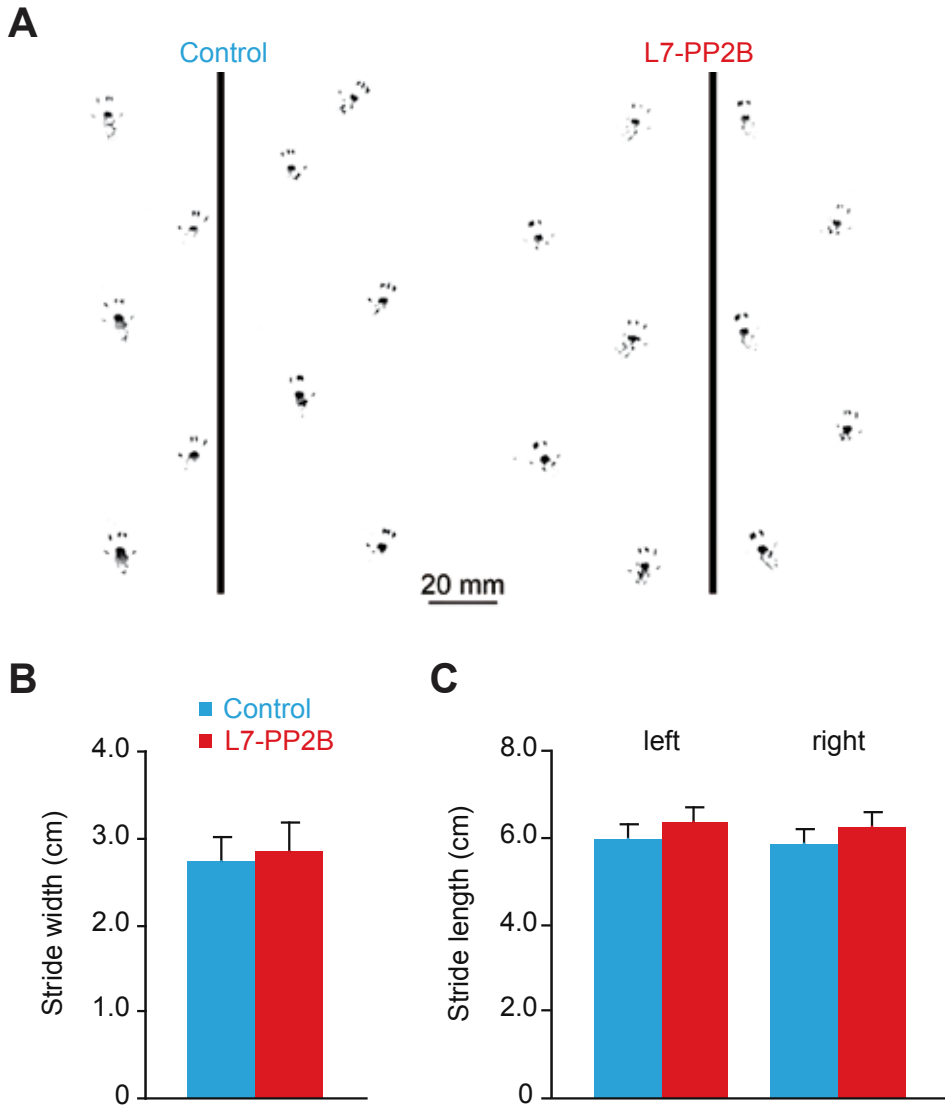 A
Control
L7-PP2B
20 mm
B
Control
L7-PP2B
4.0
3.0
2.0
1.0
0
Stride width (cm)
C
left
right
8.0
6.0
4.0
2.0
0
Stride length (cm)